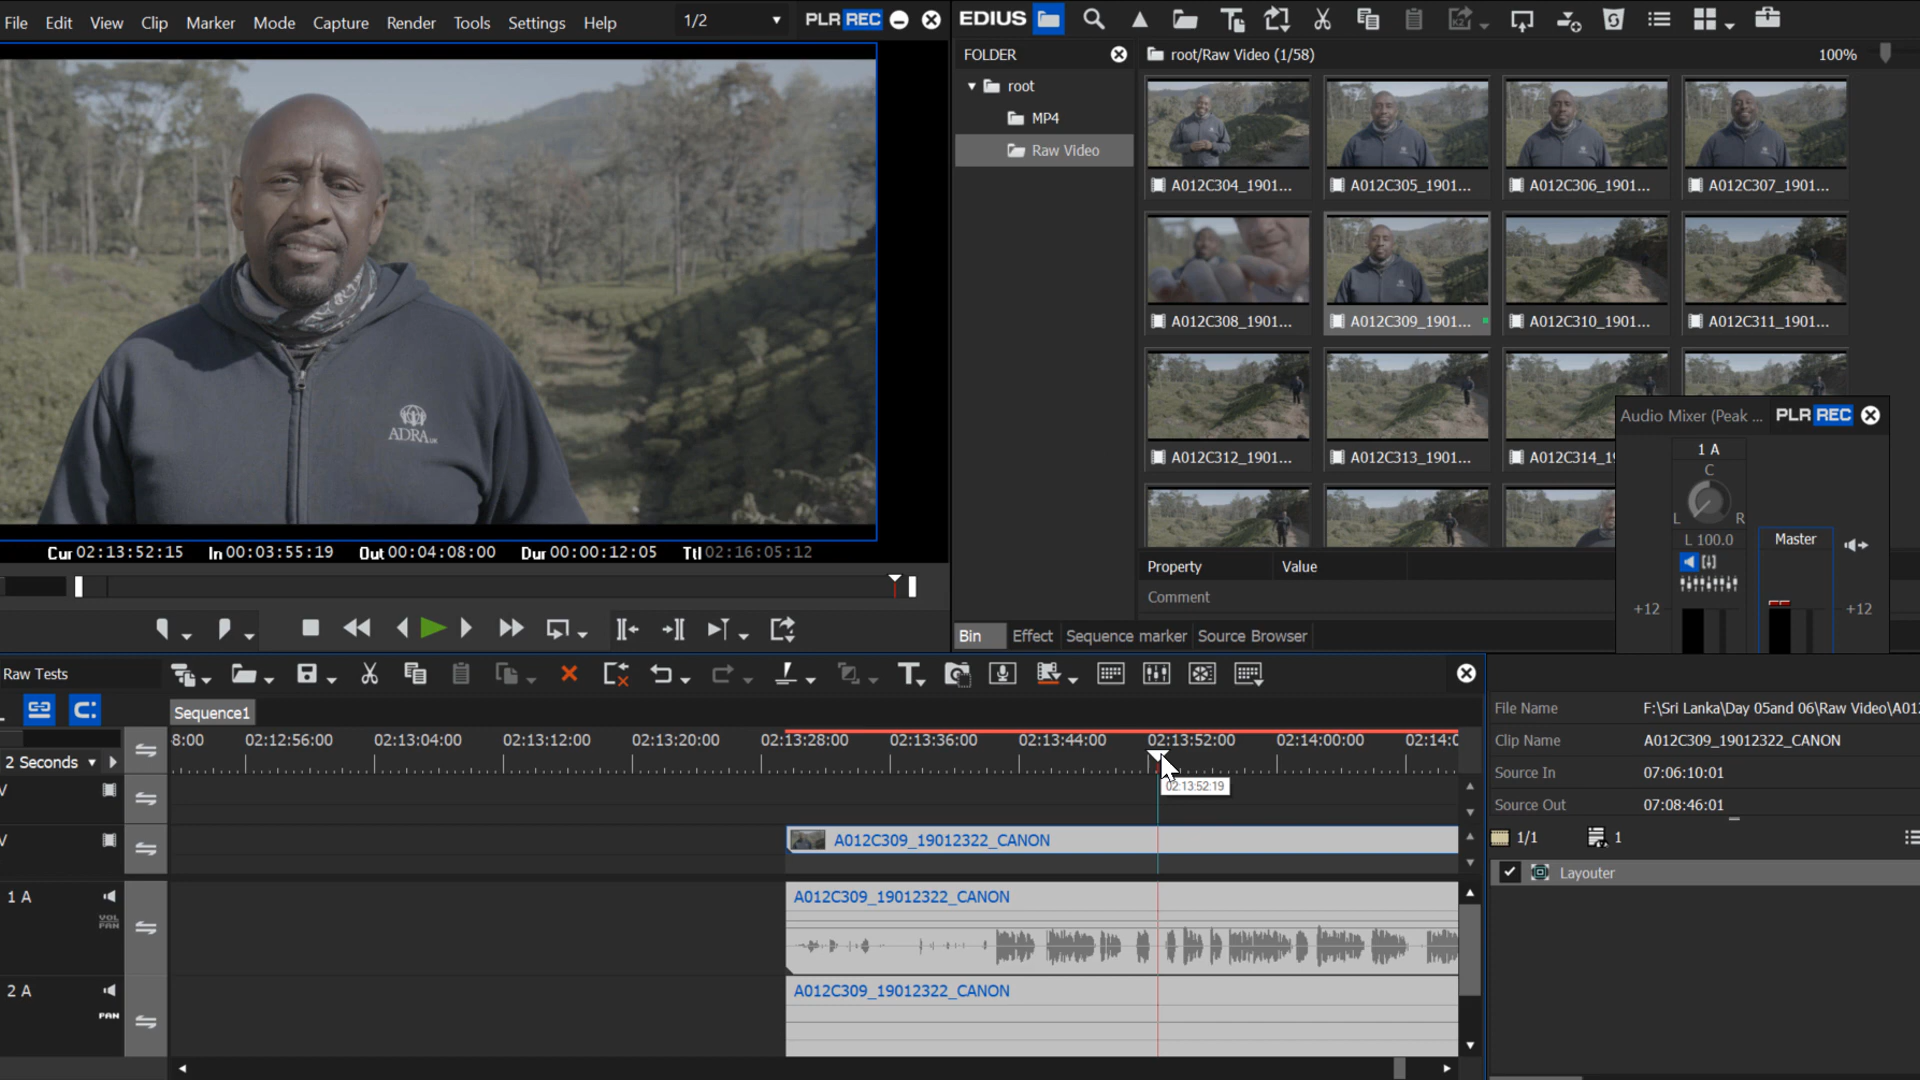 File Edit View Clip Marker Mode Capture Render Tools Settings Help 1/2 PLR REC
EDIUS
FOLDER
root/Raw Video (1/58)
100%
root
MP4
Raw Video
A012C304_1901... A012C305_1901... A012C306_1901... A012C307_1901...
A012C308_1901... A012C309_1901... A012C310_1901... A012C311_1901...
A012C312_1901... A012C313_1901... A012C314_19
ADRA UK
Cur 02:13:52:15 In 00:03:55:19 Out 00:04:08:00 Dur 00:00:12:05 Ttl 02:16:05:12
Property Value
Comment
Bin Effect Sequence marker Source Browser
Audio Mixer (Peak ... PLR REC
1 A
C
L R
L 100.0
Master
+12 +12
Raw Tests
Sequence1
8:00 02:12:56:00 02:13:04:00 02:13:12:00 02:13:20:00 02:13:28:00 02:13:36:00 02:13:44:00 02:13:52:00 02:14:00:00 02:14:0
2 Seconds
02:13:52:19
V
V
A012C309_19012322_CANON
1 A
VOL
PAN
A012C309_19012322_CANON
2 A
PAN
A012C309_19012322_CANON
File Name F:\Sri Lanka\Day 05and 06\Raw Video\A01
Clip Name A012C309_19012322_CANON
Source In 07:06:10:01
Source Out 07:08:46:01
1/1 1
Layouter